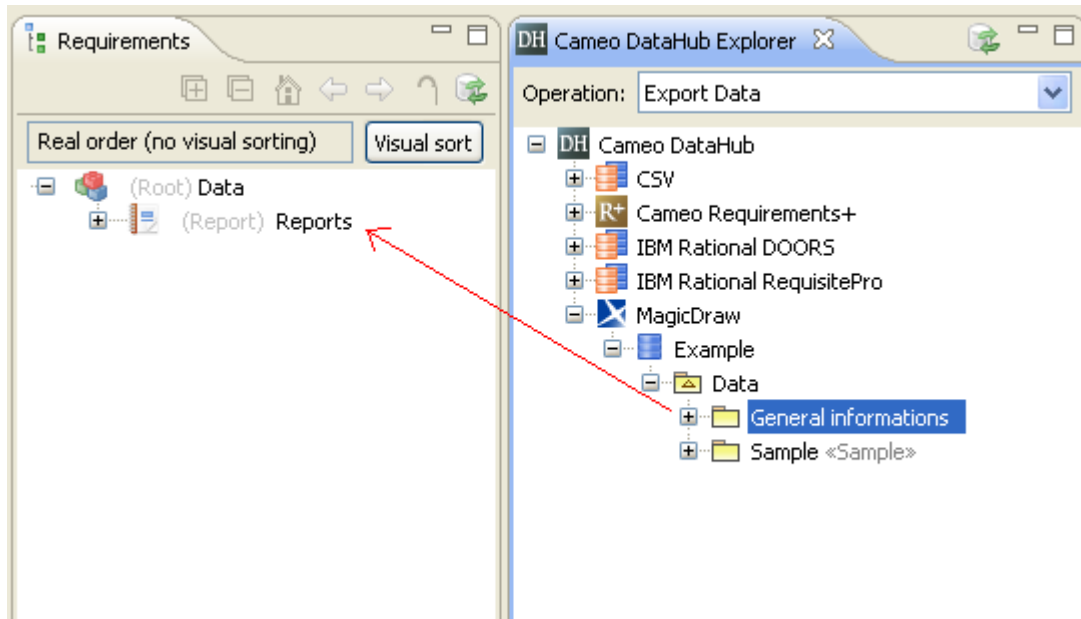 Requirements
Real order (no visual sorting)
Visual sort
(Root) Data
(Report) Reports
DH Cameo DataHub Explorer
Operation: Export Data
DH Cameo DataHub
CSV
R+ Cameo Requirements+
IBM Rational DOORS
IBM Rational RequisitePro
MagicDraw
Example
Data
General informations
Sample «Sample»